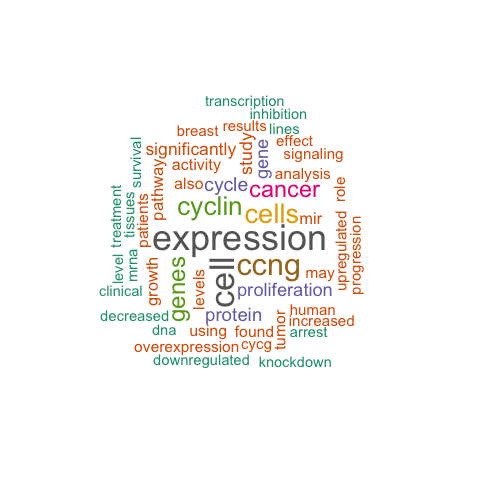 transcription
inhibition
breast
results
lines
significantly
study
gene
effect
signaling
survival
pathway
activity
analysis
also
cycle
cancer
role
treatment
tissues
patients
cyclin
cells
mir
upregulated
progression
expression
level
mrna
growth
genes
levels
cell
ccng
may
clinical
proliferation
decreased
dna
using
protein
found
cycg
tumor
human
increased
arrest
overexpression
downregulated
knockdown